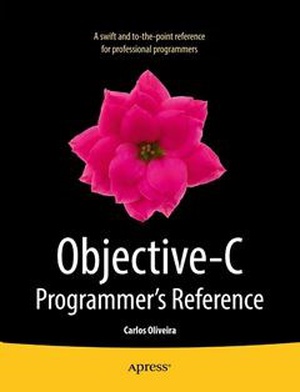 A swift and to-the-point reference
for professional programmers
Objective-C
Programmer's Reference
Carlos Oliveira
Apress®